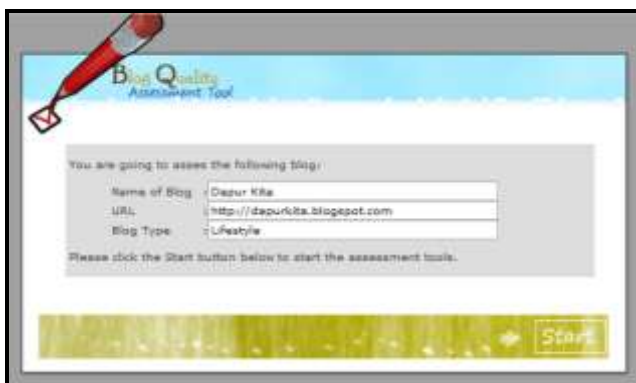 Blog Quality
Assessment Tool
You are going to asses the following blog:
Name of Blog : Dapur Kita
URL : http://dapurkita.blogspot.com
Blog Type : Lifestyle
Please click the Start button below to start the assessment tools.
Start